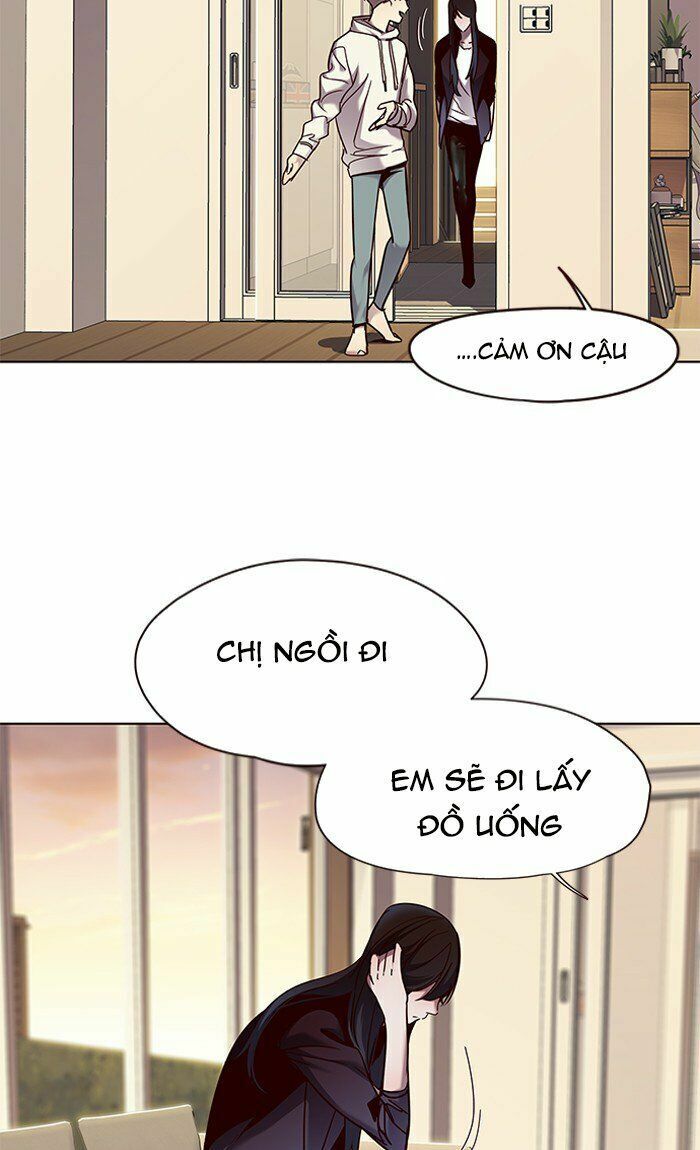 ....CẢM ƠN CẬU
CHỊ NGỒI ĐI
EM SẼ ĐI LẤY
ĐỒ UỐNG